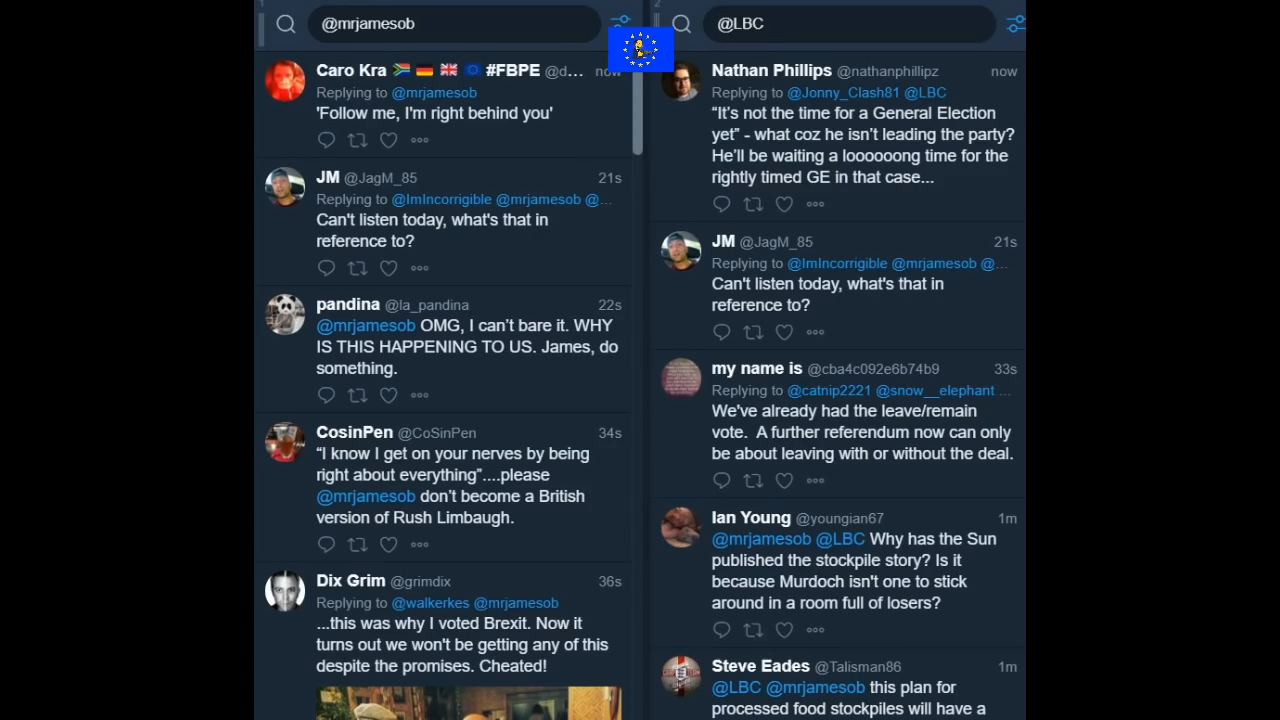 @mrjamesob
Caro Kra #FBPE @d... now
Replying to @mrjamesob
'Follow me, I'm right behind you'
JM @JagM_85 21s
Replying to @ImIncorrigible @mrjamesob @...
Can't listen today, what's that in
reference to?
pandina @la_pandina 22s
@mrjamesob OMG, I can't bare it. WHY
IS THIS HAPPENING TO US. James, do
something.
CosinPen @CoSinPen 34s
“I know I get on your nerves by being
right about everything”....please
@mrjamesob don't become a British
version of Rush Limbaugh.
Dix Grim @grimdix 36s
Replying to @walkerkes @mrjamesob
...this was why I voted Brexit. Now it
turns out we won't be getting any of this
despite the promises. Cheated!
@LBC
Nathan Phillips @nathanphillipz now
Replying to @Jonny_Clash81 @LBC
“It’s not the time for a General Election
yet” - what coz he isn’t leading the party?
He’ll be waiting a loooooong time for the
rightly timed GE in that case...
JM @JagM_85 21s
Replying to @ImIncorrigible @mrjamesob @...
Can't listen today, what's that in
reference to?
my name is @cba4c092e6b74b9 33s
Replying to @catnip2221 @snow__elephant ...
We've already had the leave/remain
vote. A further referendum now can only
be about leaving with or without the deal.
Ian Young @youngian67 1m
@mrjamesob @LBC Why has the Sun
published the stockpile story? Is it
because Murdoch isn't one to stick
around in a room full of losers?
Steve Eades @Talisman86 1m
@LBC @mrjamesob this plan for
processed food stockpiles will have a